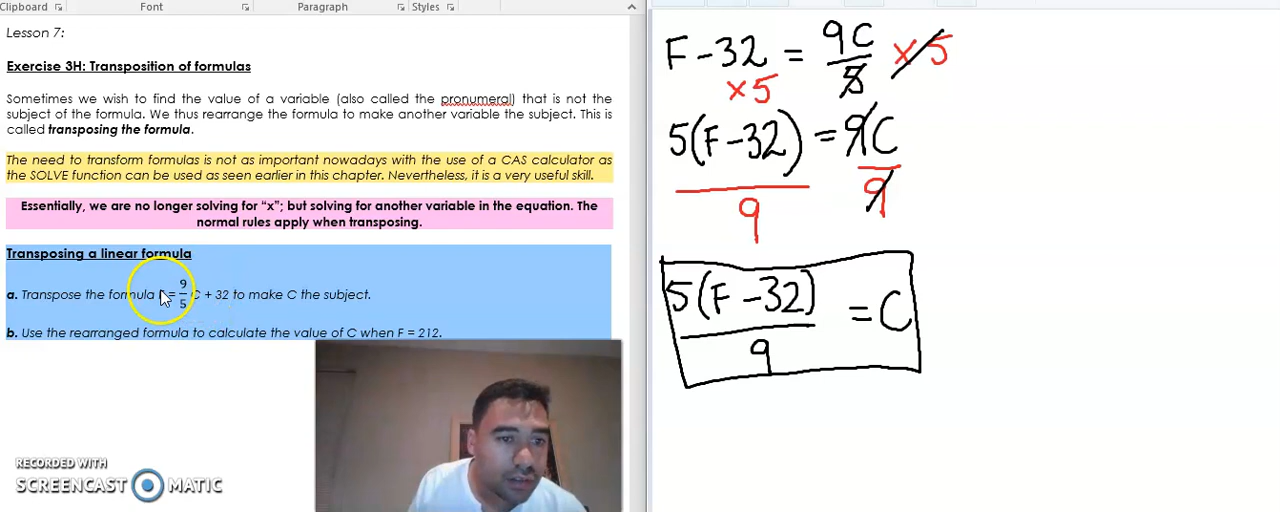 Clipboard Font Paragraph Styles
Lesson 7:
Exercise 3H: Transposition of formulas
Sometimes we wish to find the value of a variable (also called the pronumeral) that is not the
subject of the formula. We thus rearrange the formula to make another variable the subject. This is
called transposing the formula.
The need to transform formulas is not as important nowadays with the use of a CAS calculator as
the SOLVE function can be used as seen earlier in this chapter. Nevertheless, it is a very useful skill.
Essentially, we are no longer solving for “x”; but solving for another variable in the equation. The
normal rules apply when transposing.
Transposing a linear formula
a. Transpose the formula F = 9/5 C + 32 to make C the subject.
b. Use the rearranged formula to calculate the value of C when F = 212.
RECORDED WITH
SCREENCAST MATIC
F - 32 = 9C/5 × 5
× 5
5(F - 32) = 9C
9 9
5(F - 32)/9 = C